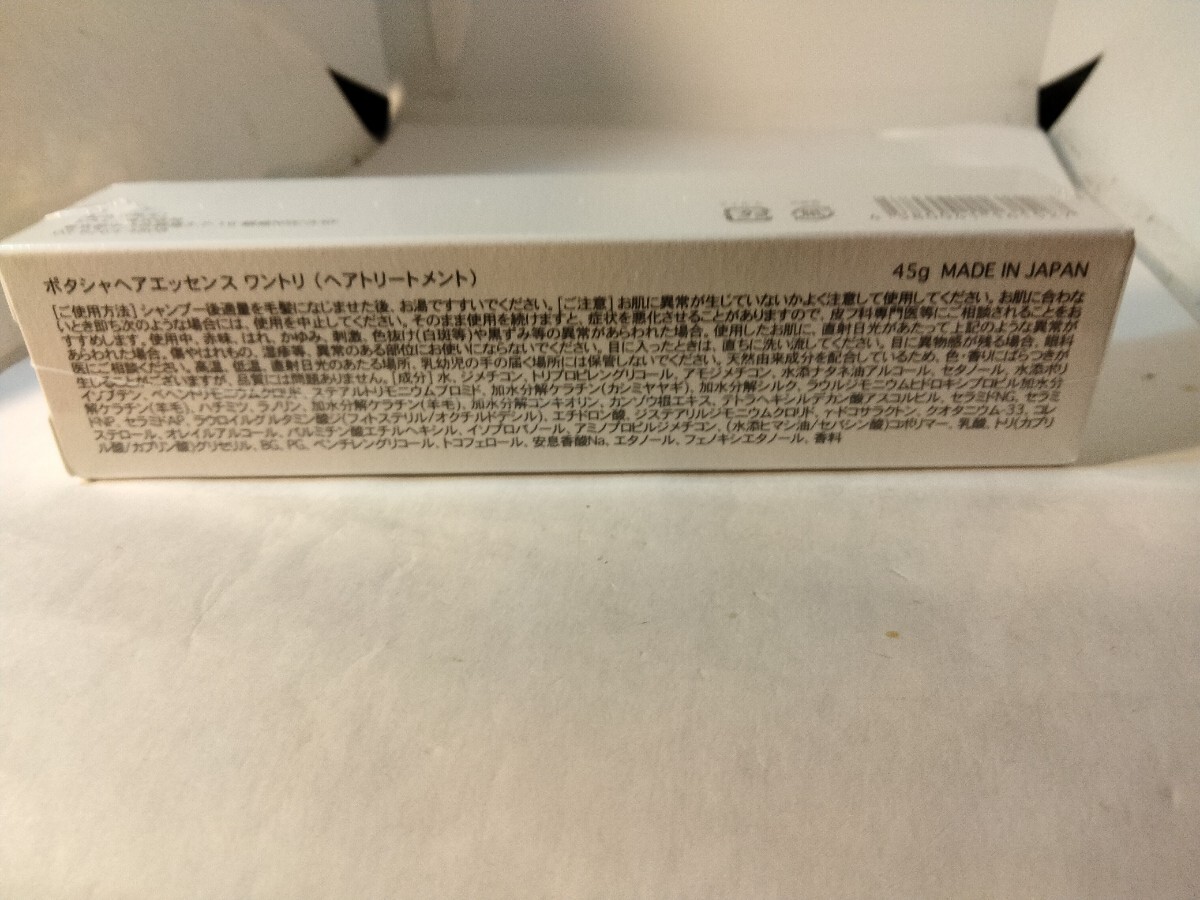 ポタシャヘアエッセンス ワントリ（ヘアトリートメント）
45g MADE IN JAPAN
[ご使用方法] シャンプー後適量を毛髪になじませた後、お湯ですすいでください。[ご注意] お肌に異常が生じていないかよく注意して使用してください。お肌に合わな
いとき即ち次のような場合には、使用を中止してください。そのまま使用を続けますと、症状を悪化させることがありますので、皮フ科専門医等にご相談されることをお
すすめします。使用中、赤味、はれ、かゆみ、刺激、色抜け(白斑等)や黒ずみ等の異常があらわれた場合。使用したお肌に、直射日光があたって上記のような異常が
あらわれた場合。傷やはれもの、湿疹等、異常のある部位にお使いにならないでください。目に入ったときは、直ちに洗い流してください。目に異物感が残る場合、眼科
医にご相談ください。高温、低温、直射日光のあたる場所、乳幼児の手の届く場所には保管しないでください。天然由来成分を配合しているため、色・香りにばらつきが
生じることがございますが、品質には問題ありません。[成分] 水、ジメチコン、トリプロピレングリコール、アモジメチコン、水添ナタネ油アルコール、セタノール、水添ポリ
イソブテン、ベヘントリモニウムクロリド、ステアルトリモニウムブロミド、加水分解ケラチン(カシミヤヤギ)、加水分解シルク、ラウルジモニウムヒドロキシプロピル加水分
解ケラチン(羊毛)、ハチミツ、ラノリン、加水分解ケラチン(羊毛)、加水分解コンキオリン、カンゾウ根エキス、テトラヘキシルデカン酸アスコルビル、セラミドNG、セラミ
ドNP、セラミドAP、ラウロイルグルタミン酸ジ(フィトステリル/オクチルドデシル)、エチドロン酸、ジステアリルジモニウムクロリド、γ-ドコサラクトン、クオタニウム-33、コレ
ステロール、オレイルアルコール、パルミチン酸エチルヘキシル、イソプロパノール、アミノプロピルジメチコン、(水添ヒマシ油/セバシン酸)コポリマー、乳酸、トリ(カプリ
ル酸/カプリン酸)グリセリル、BG、PG、ペンチレングリコール、トコフェロール、安息香酸Na、エタノール、フェノキシエタノール、香料